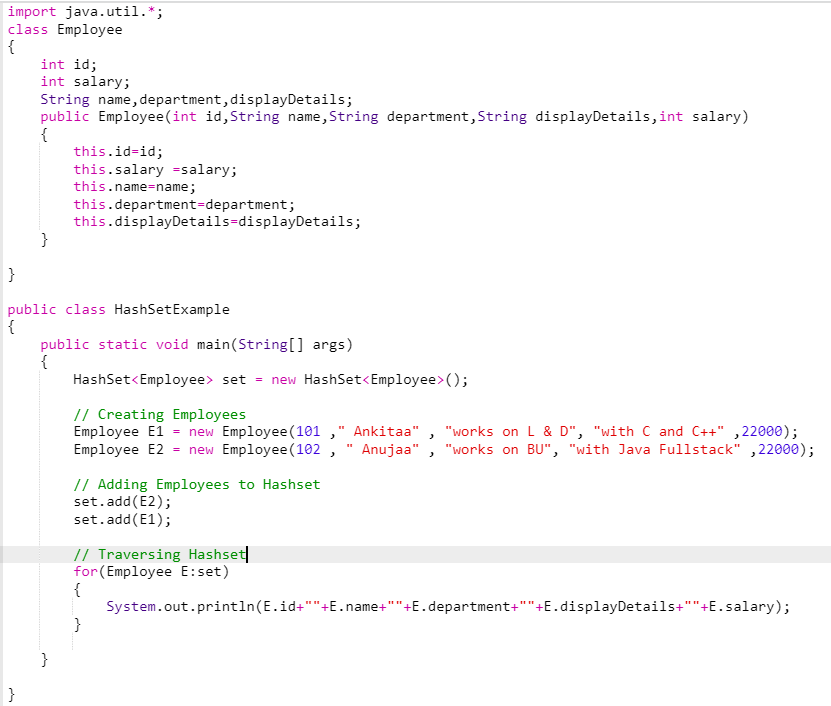 import java.util.*;
class Employee
{
    int id;
    int salary;
    String name,department,displayDetails;
    public Employee(int id,String name,String department,String displayDetails,int salary)
    {
        this.id=id;
        this.salary =salary;
        this.name=name;
        this.department=department;
        this.displayDetails=displayDetails;
    }
}
public class HashSetExample
{
    public static void main(String[] args)
    {
        HashSet<Employee> set = new HashSet<Employee>();
        // Creating Employees
        Employee E1 = new Employee(101 ," Ankitaa" , "works on L & D", "with C and C++" ,22000);
        Employee E2 = new Employee(102 , " Anujaa" , "works on BU", "with Java Fullstack" ,22000);
        // Adding Employees to Hashset
        set.add(E2);
        set.add(E1);
        // Traversing Hashset
        for(Employee E:set)
        {
            System.out.println(E.id+""+E.name+""+E.department+""+E.displayDetails+""+E.salary);
        }
    }
}